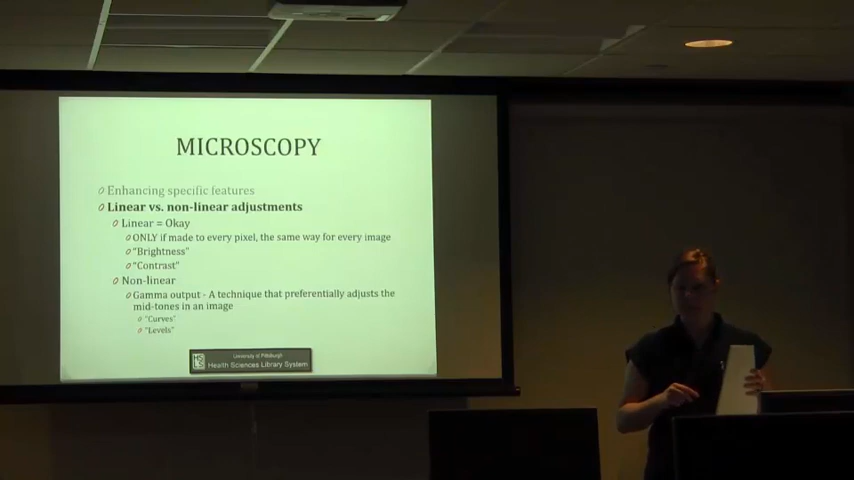 MICROSCOPY
Enhancing specific features
Linear vs. non-linear adjustments
Linear = Okay
ONLY if made to every pixel, the same way for every image
"Brightness"
"Contrast"
Non-linear
Gamma output - A technique that preferentially adjusts the
mid-tones in an image
"Curves"
"Levels"
University of Pittsburgh
Health Sciences Library System